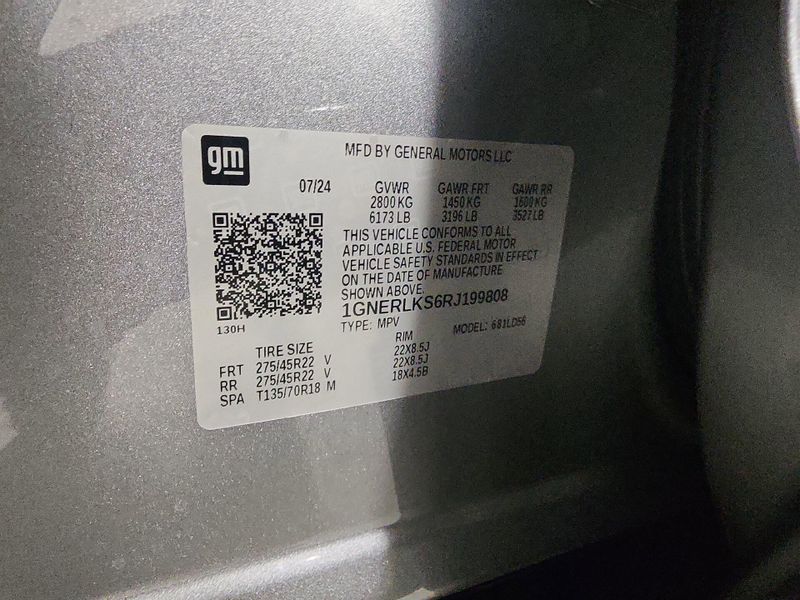 gm
MFD BY GENERAL MOTORS LLC
07/24 GVWR GAWR FRT GAWR RR
2800 KG 1450 KG 1600 KG
6173 LB 3196 LB 3527 LB
THIS VEHICLE CONFORMS TO ALL
APPLICABLE U.S. FEDERAL MOTOR
VEHICLE SAFETY STANDARDS IN EFFECT
ON THE DATE OF MANUFACTURE
SHOWN ABOVE.
1GNERLKS6RJ199808
130H
TYPE: MPV MODEL: 681LD56
TIRE SIZE RIM
FRT 275/45R22 V 22X8.5J
RR 275/45R22 V 22X8.5J
SPA T135/70R18 M 18X4.5B